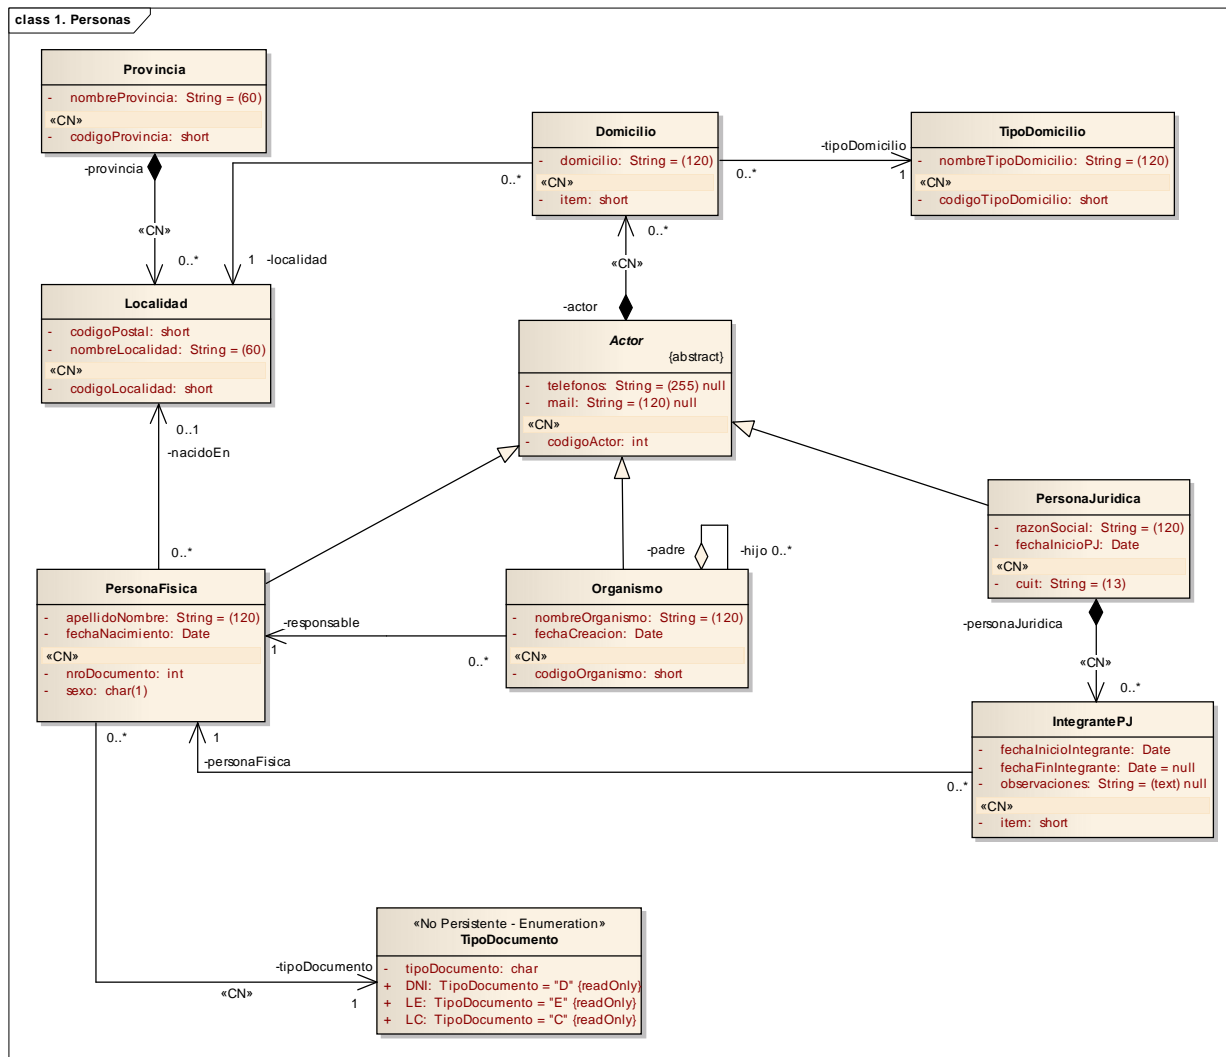 class 1. Personas
Provincia
- nombreProvincia: String = (60)
«CN»
- codigoProvincia: short
-provincia
«CN»
0..*
Domicilio
- domicilio: String = (120)
«CN»
- item: short
0..*
1 -localidad
0..*
-tipoDomicilio
1
TipoDomicilio
- nombreTipoDomicilio: String = (120)
«CN»
- codigoTipoDomicilio: short
0..*
«CN»
-actor
Localidad
- codigoPostal: short
- nombreLocalidad: String = (60)
«CN»
- codigoLocalidad: short
0..1
-nacidoEn
0..*
Actor
{abstract}
- telefonos: String = (255) null
- mail: String = (120) null
«CN»
- codigoActor: int
PersonaJuridica
- razonSocial: String = (120)
- fechaInicioPJ: Date
«CN»
- cuit: String = (13)
-personaJuridica
«CN»
0..*
-padre
-hijo 0..*
PersonaFisica
- apellidoNombre: String = (120)
- fechaNacimiento: Date
«CN»
- nroDocumento: int
- sexo: char(1)
-responsable
1
0..*
Organismo
- nombreOrganismo: String = (120)
- fechaCreacion: Date
«CN»
- codigoOrganismo: short
IntegrantePJ
- fechaInicioIntegrante: Date
- fechaFinIntegrante: Date = null
- observaciones: String = (text) null
«CN»
- item: short
0..*
1
-personaFisica
0..*
-tipoDocumento
«CN»
1
«No Persistente - Enumeration»
TipoDocumento
- tipoDocumento: char
+ DNI: TipoDocumento = "D" {readOnly}
+ LE: TipoDocumento = "E" {readOnly}
+ LC: TipoDocumento = "C" {readOnly}